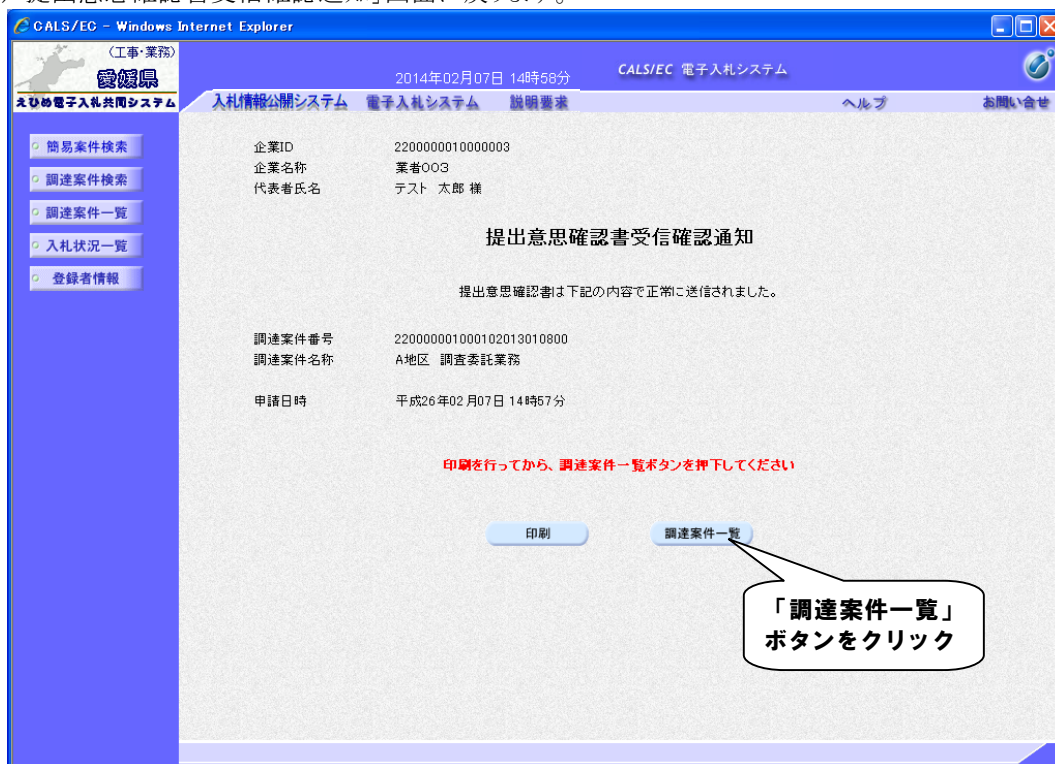 CALS/EC - Windows Internet Explorer
(工事・業務)
愛媛県
えひめ電子入札共同システム
2014年02月07日 14時58分
CALS/EC 電子入札システム
入札情報公開システム 電子入札システム 説明要求 ヘルプ お問い合せ
簡易案件検索
調達案件検索
調達案件一覧
入札状況一覧
登録者情報
企業ID 2200000010000003
企業名称 業者003
代表者氏名 テスト 太郎 様
提出意思確認書受信確認通知
提出意思確認書は下記の内容で正常に送信されました。
調達案件番号 220000001000102013010800
調達案件名称 A地区 調査委託業務
申請日時 平成26年02月07日 14時57分
印刷を行ってから、調達案件一覧ボタンを押下してください
印刷 調達案件一覧
「調達案件一覧」
ボタンをクリック